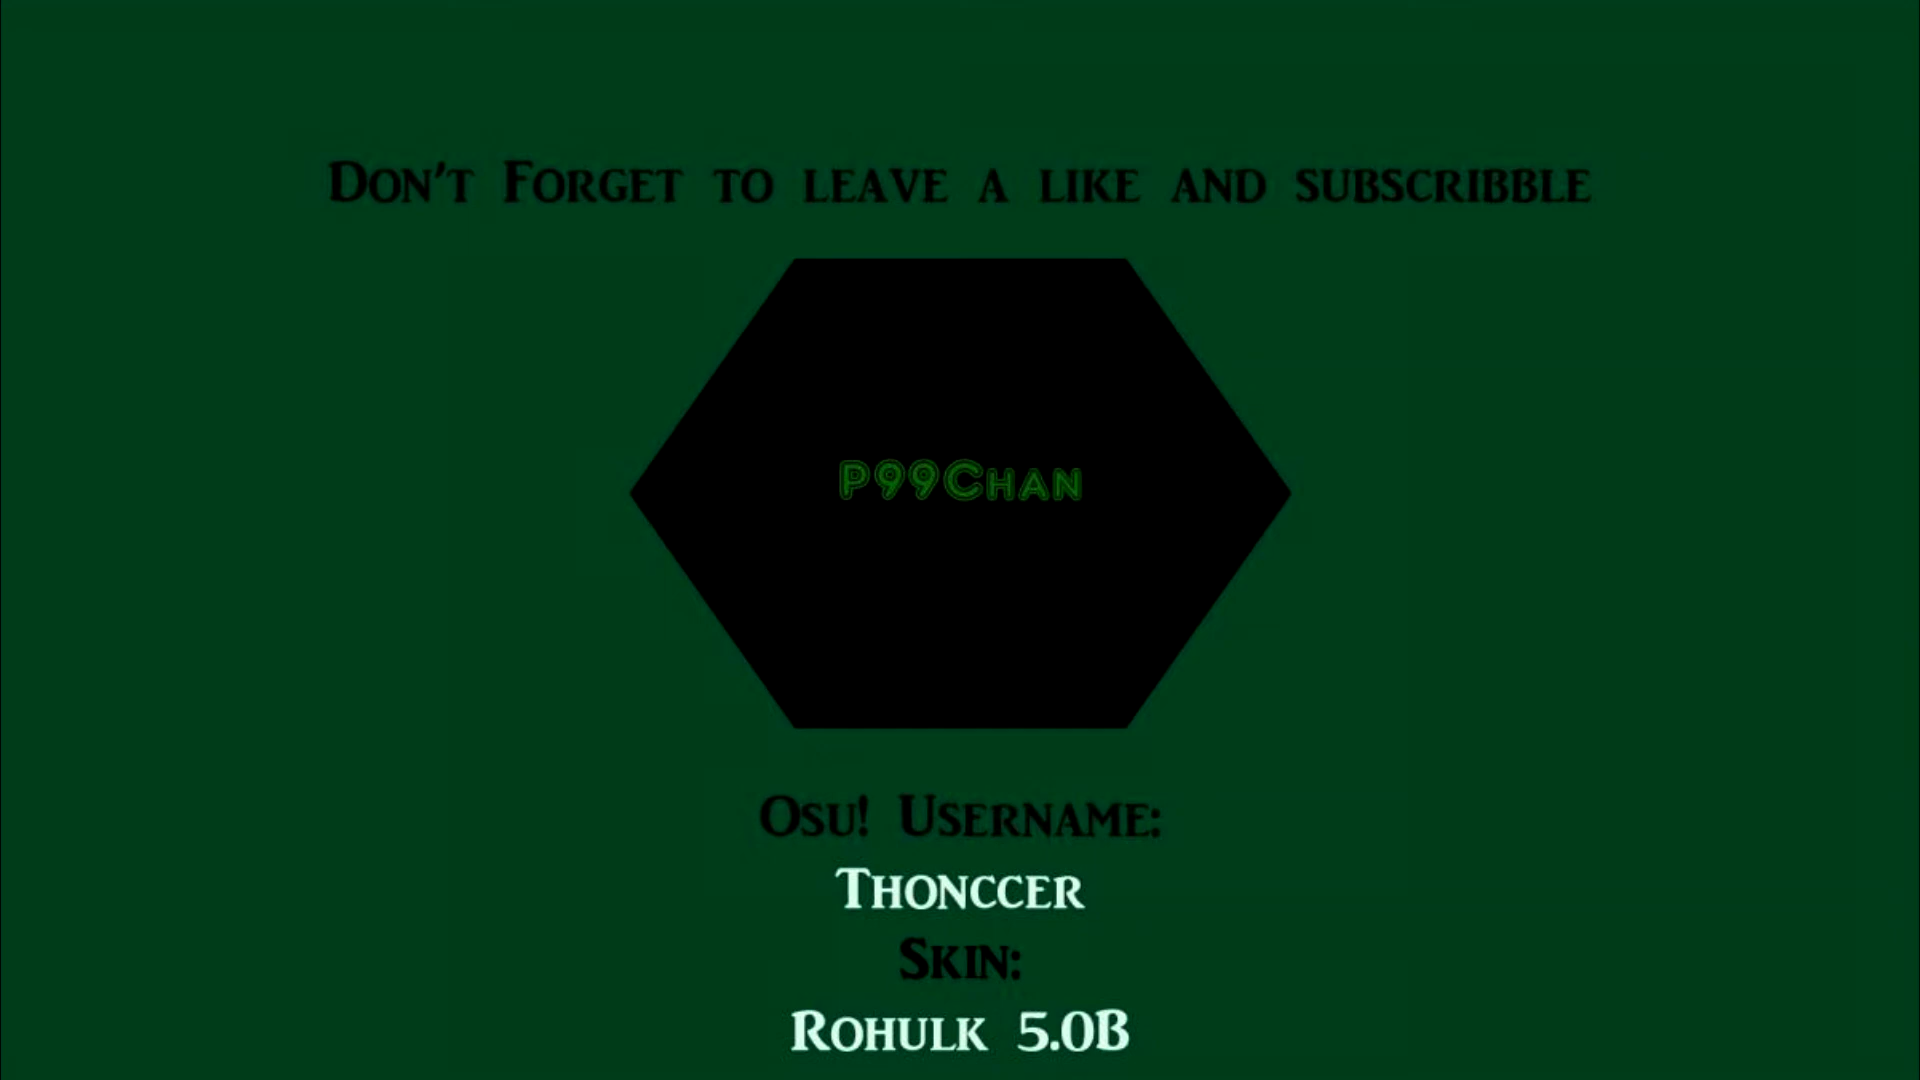 Don't Forget to leave a like and subscribble
P99Chan
Osu! Username:
Thonccer
Skin:
Rohulk 5.0B